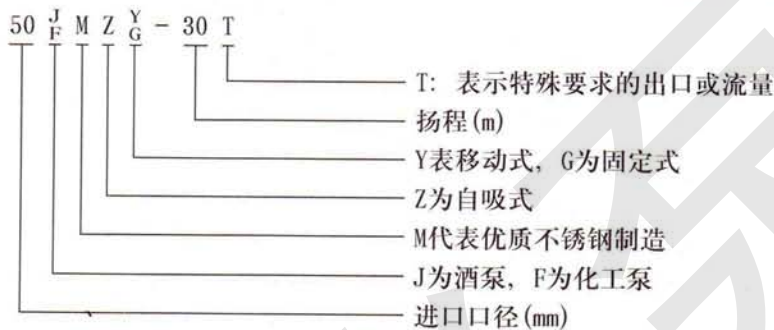 50 J/F M Z Y/G - 30 T
T: 表示特殊要求的出口或流量
扬程(m)
Y表移动式, G为固定式
Z为自吸式
M代表优质不锈钢制造
J为酒泵, F为化工泵
进口口径(mm)